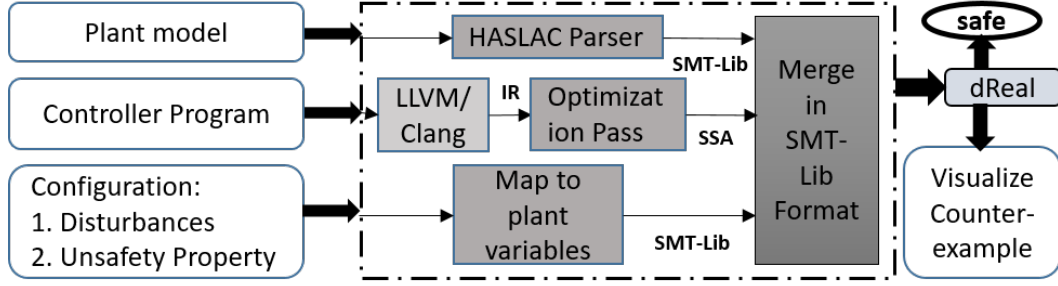 Plant model
HASLAC Parser
SMT-Lib
Controller Program
LLVM/
Clang
IR
Optimizat
ion Pass
SSA
Configuration:
1. Disturbances
2. Unsafety Property
Map to
plant
variables
SMT-Lib
Merge
in
SMT-
Lib
Format
safe
dReal
Visualize
Counter-
example